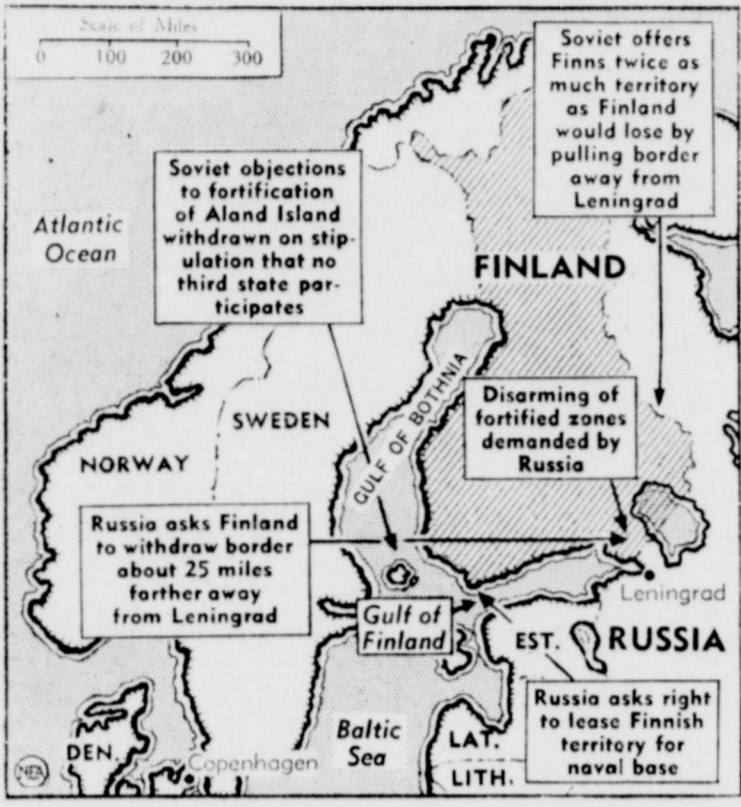 Scale of Miles
0 100 200 300
Soviet offers
Finns twice as
much territory
as Finland
would lose by
pulling border
away from
Leningrad
Soviet objections
to fortification
of Aland Island
withdrawn on stip-
ulation that no
third state par-
ticipates
Atlantic
Ocean
FINLAND
GULF OF BOTHNIA
Disarming of
fortified zones
demanded by
Russia
SWEDEN
NORWAY
Russia asks Finland
to withdraw border
about 25 miles
farther away
from Leningrad
Leningrad
Gulf of
Finland
EST.
RUSSIA
Russia asks right
to lease Finnish
territory for
naval base
Baltic
Sea
LAT.
LITH.
DEN.
Copenhagen
NEA